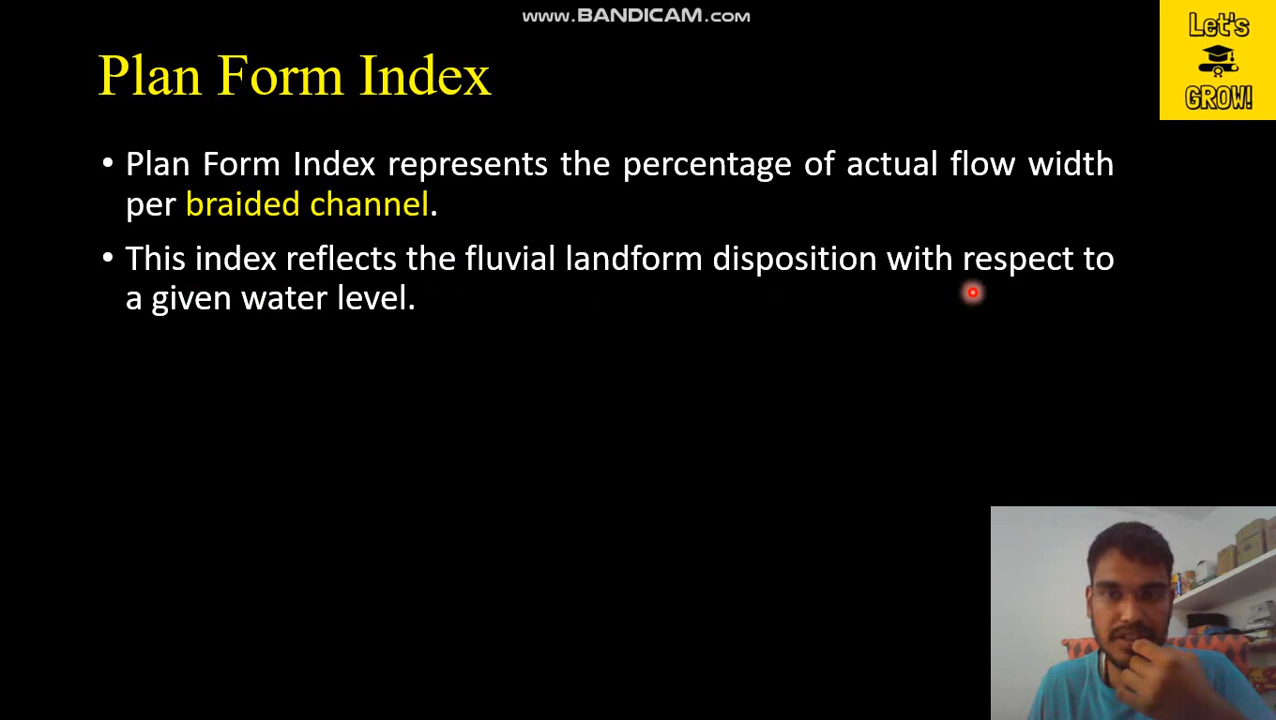 www.BANDICAM.com
Let's
GROW!
Plan Form Index
• Plan Form Index represents the percentage of actual flow width
per braided channel.
• This index reflects the fluvial landform disposition with respect to
a given water level.